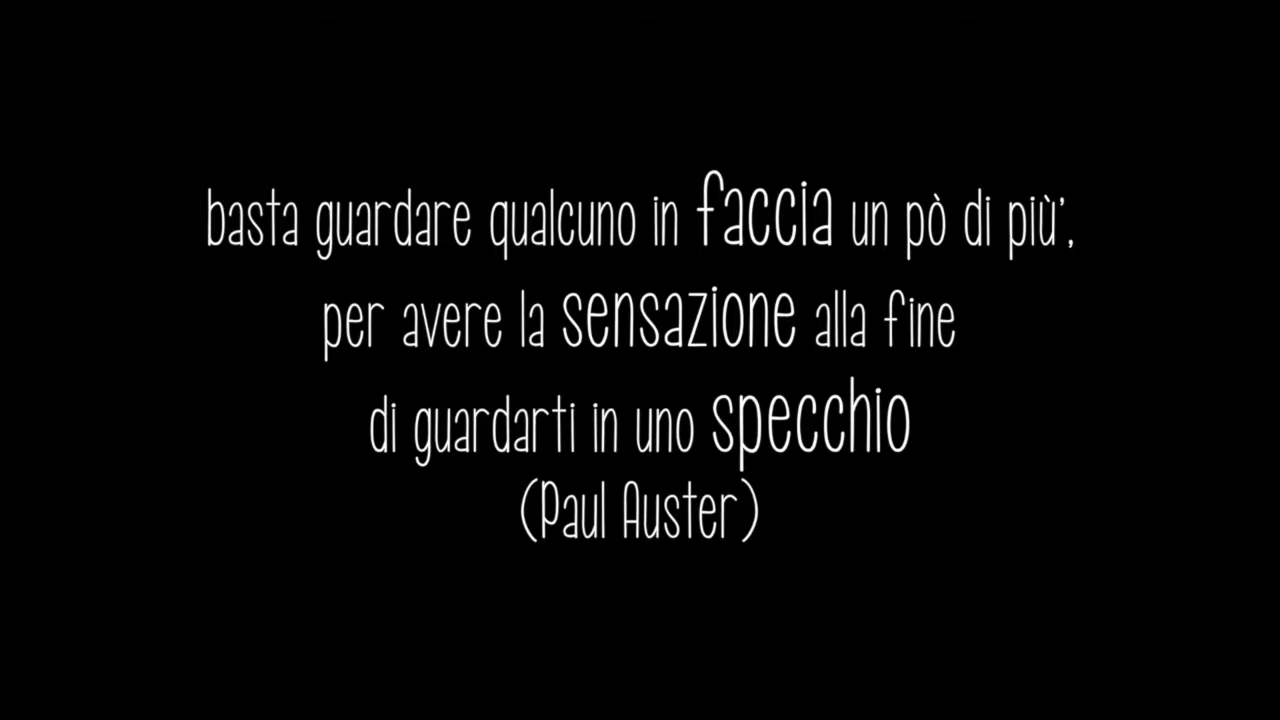 basta guardare qualcuno in faccia un pò di più',
per avere la sensazione alla fine
di guardarti in uno specchio
(Paul Auster)